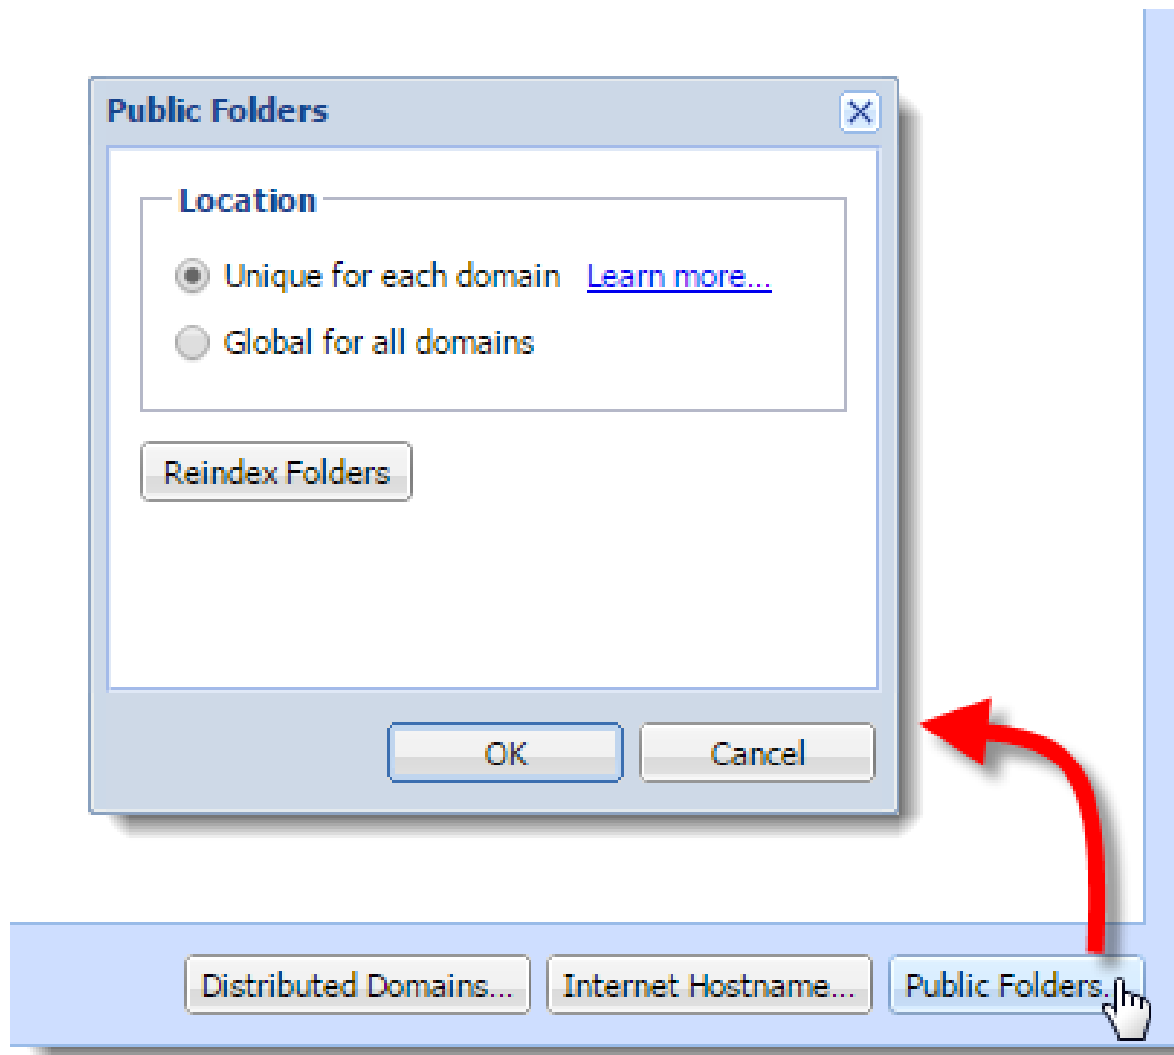 Public Folders
Location
Unique for each domain Learn more...
Global for all domains
Reindex Folders
OK Cancel
Distributed Domains... Internet Hostname... Public Folders.